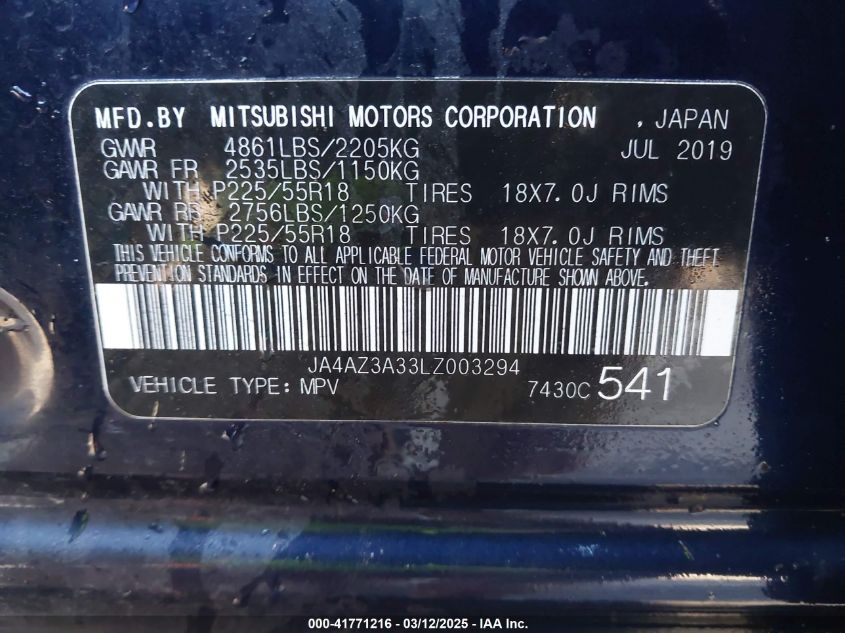 MFD.BY MITSUBISHI MOTORS CORPORATION , JAPAN
GVWR 4861LBS/2205KG JUL 2019
GAWR FR 2535LBS/1150KG
WITH P225/55R18 TIRES 18X7.0J RIMS
GAWR RR 2756LBS/1250KG
WITH P225/55R18 TIRES 18X7.0J RIMS
THIS VEHICLE CONFORMS TO ALL APPLICABLE FEDERAL MOTOR VEHICLE SAFETY AND THEFT
PREVENTION STANDARDS IN EFFECT ON THE DATE OF MANUFACTURE SHOWN ABOVE.
JA4AZ3A33LZ003294
VEHICLE TYPE: MPV 7430C 541
000-41771216 - 03/12/2025 - IAA Inc.